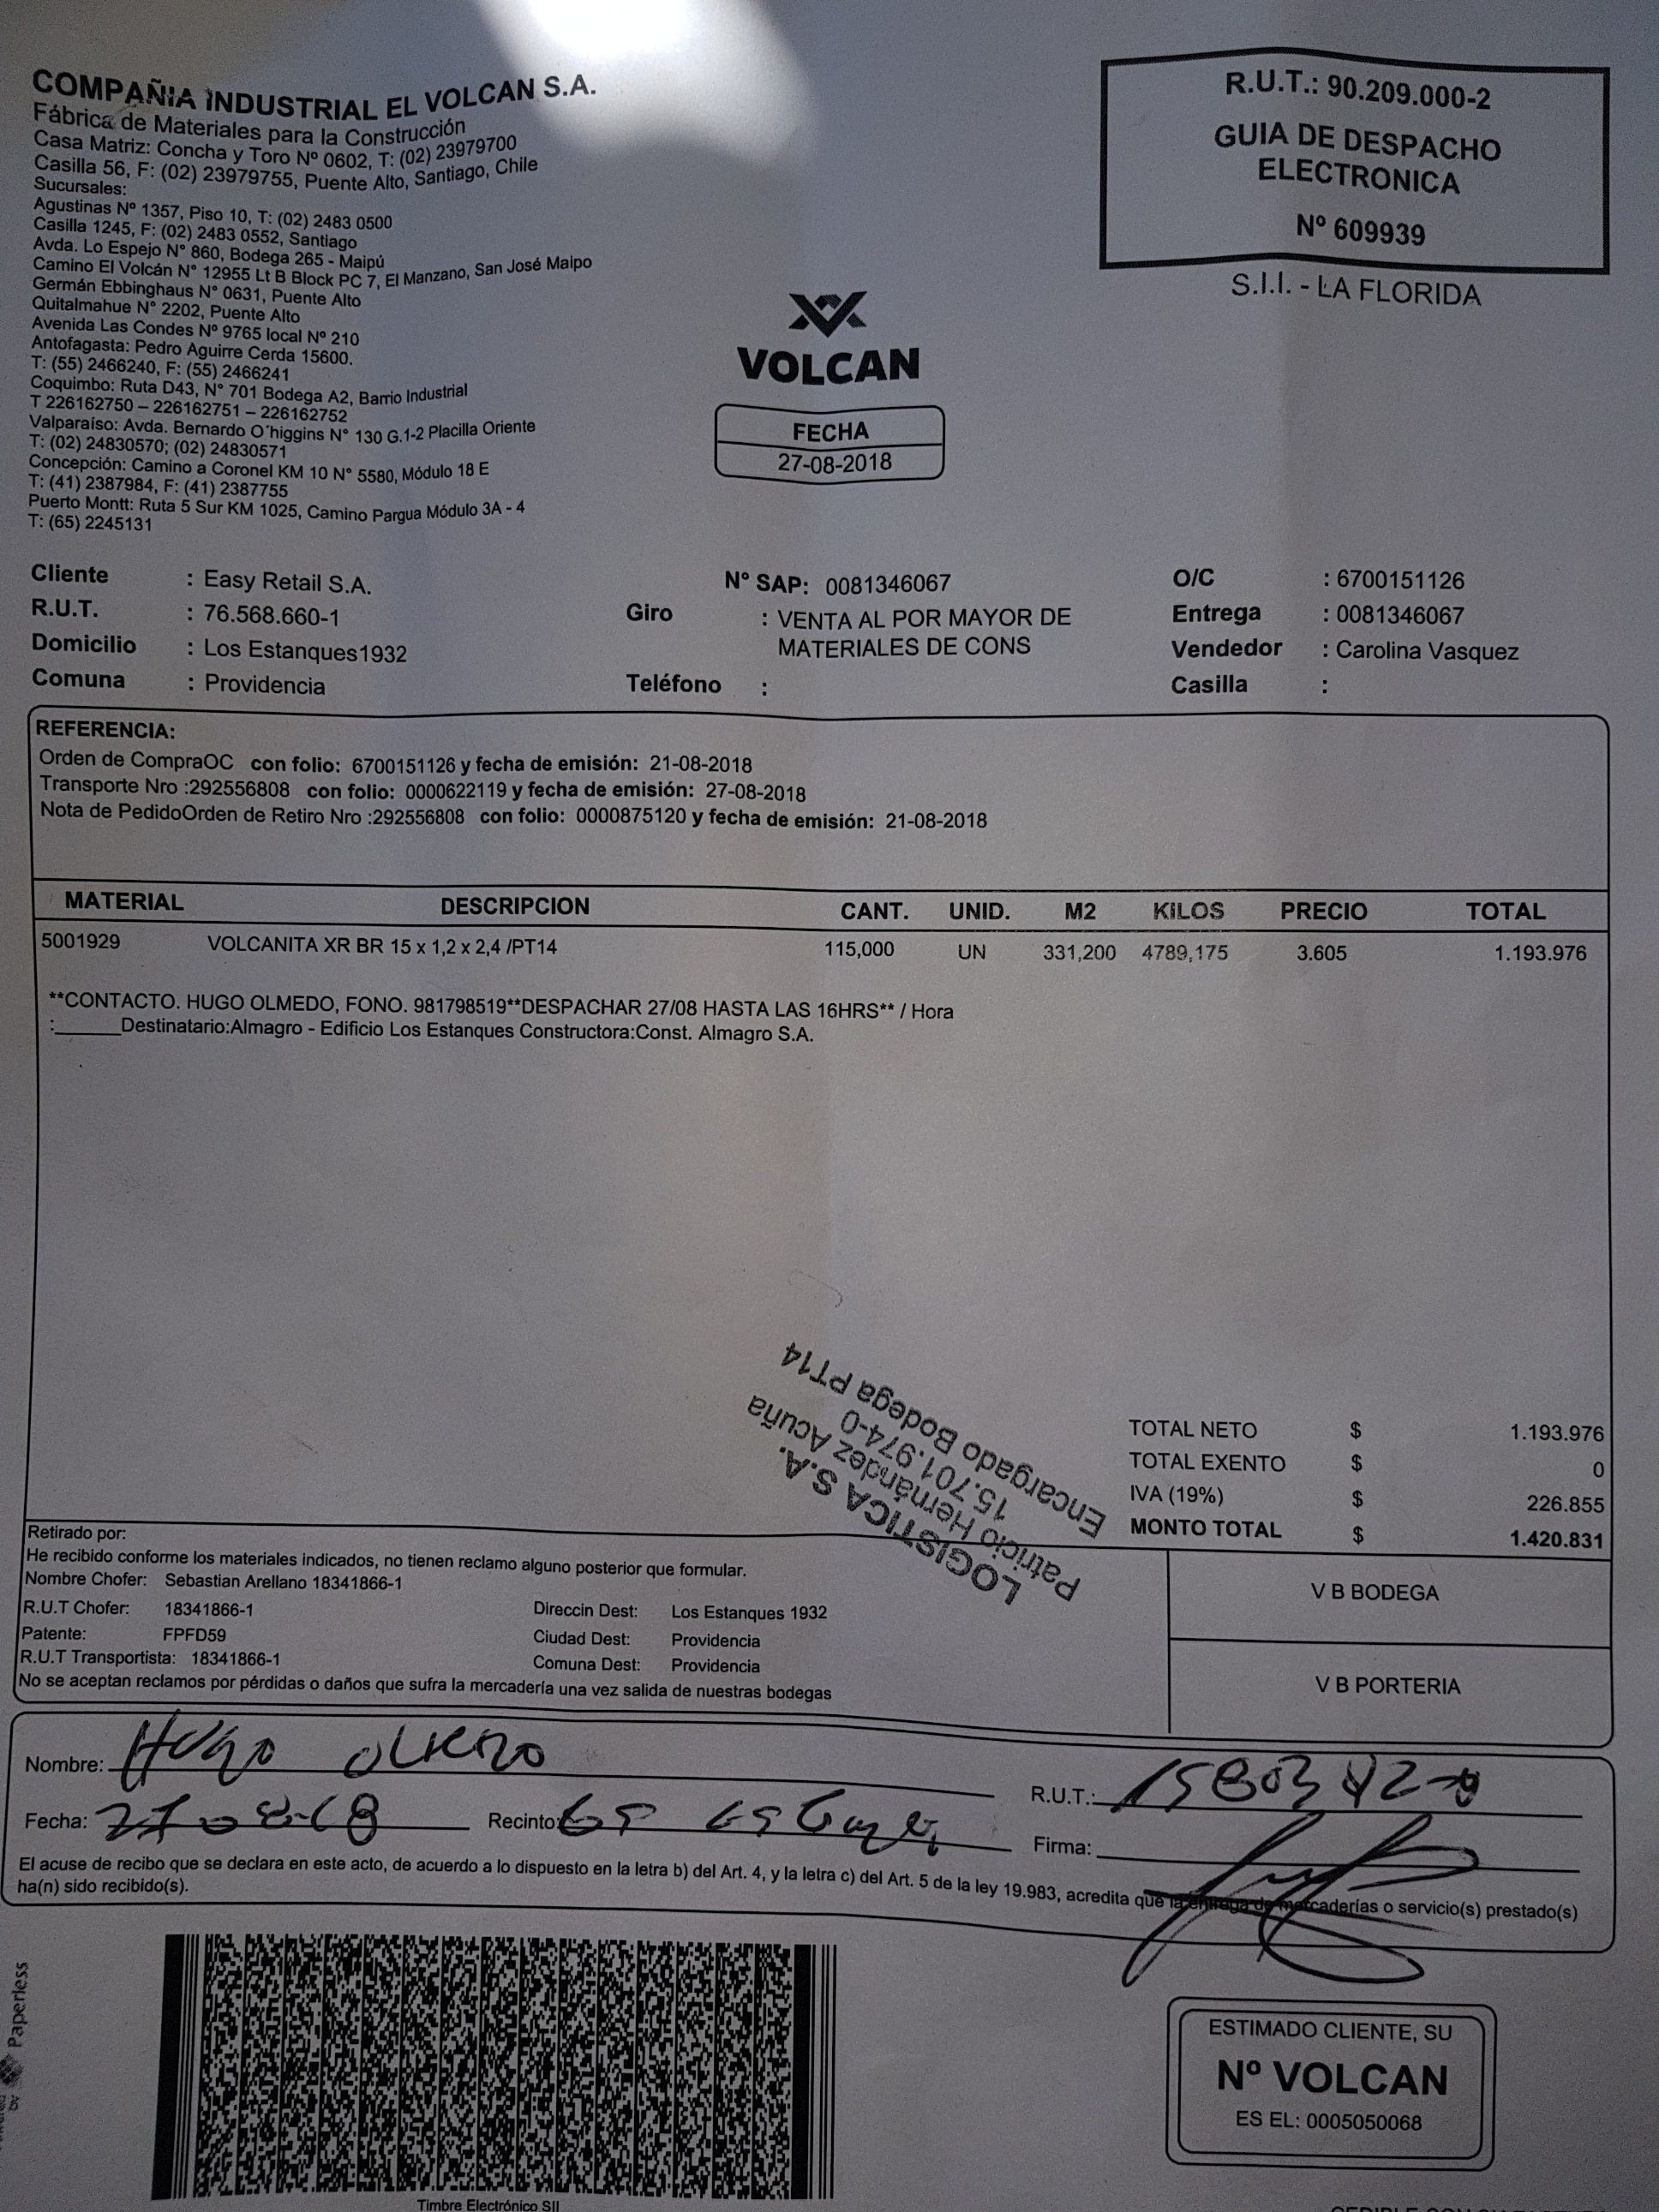 COMPAÑIA INDUSTRIAL EL VOLCAN S.A.
Fábrica de Materiales para la Construcción
Casa Matriz: Concha y Toro Nº 0602, T: (02) 23979700
Casilla 56, F: (02) 23979755, Puente Alto, Santiago, Chile
Sucursales:
Agustinas Nº 1357, Piso 10, T: (02) 2483 0500
Casilla 1245, F: (02) 2483 0552, Santiago
Avda. Lo Espejo N° 860, Bodega 265 - Maipú
Camino El Volcán N° 12955 Lt B Block PC 7, El Manzano, San José Maipo
Germán Ebbinghaus N° 0631, Puente Alto
Quitalmahue N° 2202, Puente Alto
Avenida Las Condes Nº 9765 local Nº 210
Antofagasta: Pedro Aguirre Cerda 15600.
T: (55) 2466240, F: (55) 2466241
Coquimbo: Ruta D43, N° 701 Bodega A2, Barrio Industrial
T 226162750 – 226162751 – 226162752
Valparaíso: Avda. Bernardo O´higgins N° 130 G.1-2 Placilla Oriente
T: (02) 24830570; (02) 24830571
Concepción: Camino a Coronel KM 10 N° 5580, Módulo 18 E
T: (41) 2387984, F: (41) 2387755
Puerto Montt: Ruta 5 Sur KM 1025, Camino Pargua Módulo 3A - 4
T: (65) 2245131
R.U.T.: 90.209.000-2
GUIA DE DESPACHO
ELECTRONICA
Nº 609939
S.I.I. - LA FLORIDA
VOLCAN
FECHA
27-08-2018
Cliente : Easy Retail S.A. N° SAP: 0081346067 O/C : 6700151126
R.U.T. : 76.568.660-1 Giro : VENTA AL POR MAYOR DE Entrega : 0081346067
Domicilio : Los Estanques1932 MATERIALES DE CONS Vendedor : Carolina Vasquez
Comuna : Providencia Teléfono : Casilla :
REFERENCIA:
Orden de CompraOC con folio: 6700151126 y fecha de emisión: 21-08-2018
Transporte Nro :292556808 con folio: 0000622119 y fecha de emisión: 27-08-2018
Nota de PedidoOrden de Retiro Nro :292556808 con folio: 0000875120 y fecha de emisión: 21-08-2018
MATERIAL DESCRIPCION CANT. UNID. M2 KILOS PRECIO TOTAL
5001929 VOLCANITA XR BR 15 x 1,2 x 2,4 /PT14 115,000 UN 331,200 4789,175 3.605 1.193.976
**CONTACTO. HUGO OLMEDO, FONO. 981798519**DESPACHAR 27/08 HASTA LAS 16HRS** / Hora
:______Destinatario:Almagro - Edificio Los Estanques Constructora:Const. Almagro S.A.
LOGISTICA S.A.
Patricio Hernández Acuña
15.701.974-0
Encargado Bodega PT14
TOTAL NETO $ 1.193.976
TOTAL EXENTO $ 0
IVA (19%) $ 226.855
MONTO TOTAL $ 1.420.831
Retirado por:
He recibido conforme los materiales indicados, no tienen reclamo alguno posterior que formular.
Nombre Chofer: Sebastian Arellano 18341866-1
R.U.T Chofer: 18341866-1 Direccin Dest: Los Estanques 1932
Patente: FPFD59 Ciudad Dest: Providencia
R.U.T Transportista: 18341866-1 Comuna Dest: Providencia
No se aceptan reclamos por pérdidas o daños que sufra la mercadería una vez salida de nuestras bodegas
V B BODEGA
V B PORTERIA
Nombre: Hugo Olmedo R.U.T.:
Fecha: 27-08-18 Recinto: Firma:
El acuse de recibo que se declara en este acto, de acuerdo a lo dispuesto en la letra b) del Art. 4, y la letra c) del Art. 5 de la ley 19.983, acredita que la entrega de mercaderías o servicio(s) prestado(s)
ha(n) sido recibido(s).
Paperless
Timbre Electrónico SII
ESTIMADO CLIENTE, SU
Nº VOLCAN
ES EL: 0005050068